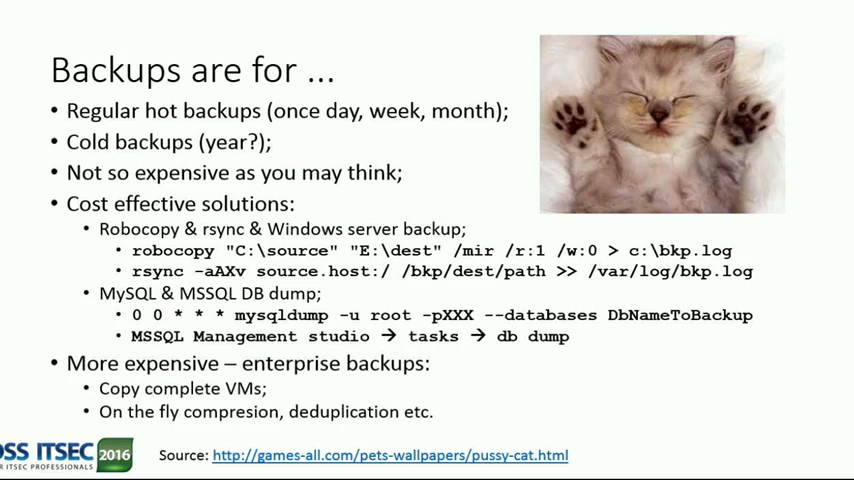 Backups are for ...
• Regular hot backups (once day, week, month);
• Cold backups (year?);
• Not so expensive as you may think;
• Cost effective solutions:
• Robocopy & rsync & Windows server backup;
• robocopy "C:\source" "E:\dest" /mir /r:1 /w:0 > c:\bkp.log
• rsync -aAXv source.host:/ /bkp/dest/path >> /var/log/bkp.log
• MySQL & MSSQL DB dump;
• 0 0 * * * mysqldump -u root -pXXX --databases DbNameToBackup
• MSSQL Management studio → tasks → db dump
• More expensive – enterprise backups:
• Copy complete VMs;
• On the fly compresion, deduplication etc.
OSS ITSEC 2016
R ITSEC PROFESSIONALS
Source: http://games-all.com/pets-wallpapers/pussy-cat.html